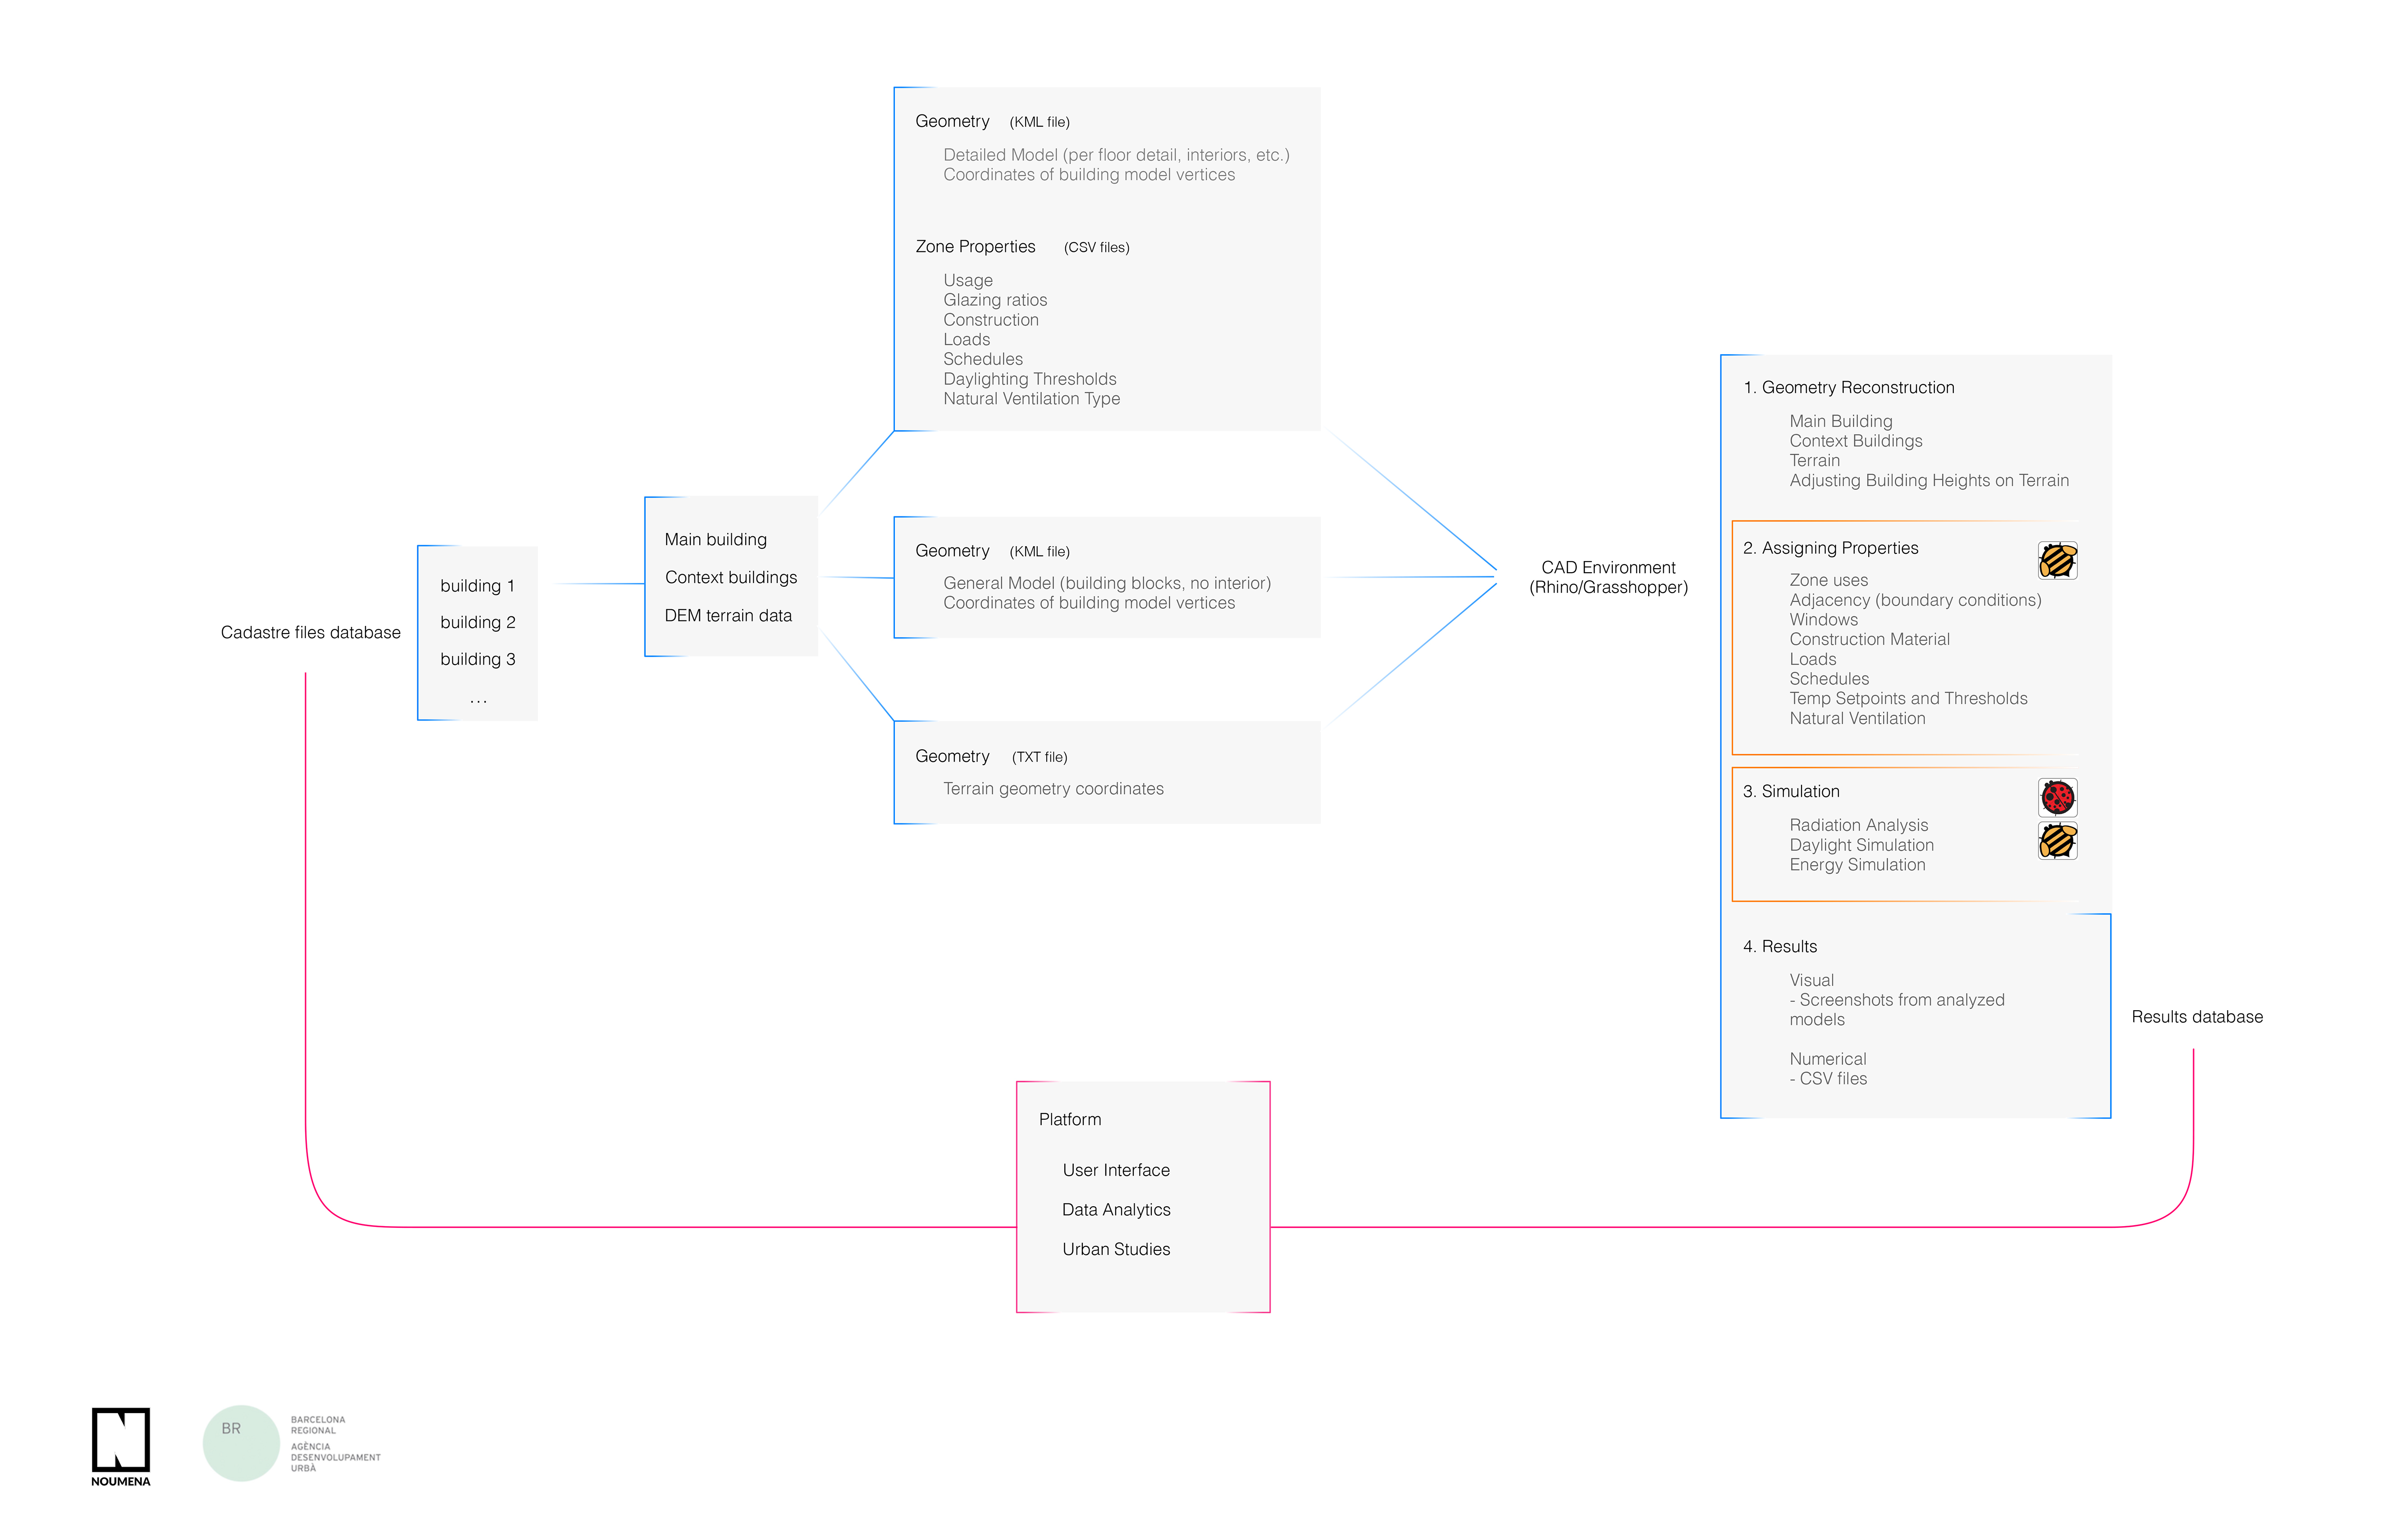 Cadastre files database
building 1
building 2
building 3
...
Main building
Context buildings
DEM terrain data
Geometry (KML file)
Detailed Model (per floor detail, interiors, etc.)
Coordinates of building model vertices
Zone Properties (CSV files)
Usage
Glazing ratios
Construction
Loads
Schedules
Daylighting Thresholds
Natural Ventilation Type
Geometry (KML file)
General Model (building blocks, no interior)
Coordinates of building model vertices
Geometry (TXT file)
Terrain geometry coordinates
CAD Environment
(Rhino/Grasshopper)
1. Geometry Reconstruction
Main Building
Context Buildings
Terrain
Adjusting Building Heights on Terrain
2. Assigning Properties
Zone uses
Adjacency (boundary conditions)
Windows
Construction Material
Loads
Schedules
Temp Setpoints and Thresholds
Natural Ventilation
3. Simulation
Radiation Analysis
Daylight Simulation
Energy Simulation
4. Results
Visual
- Screenshots from analyzed
models
Numerical
- CSV files
Results database
Platform
User Interface
Data Analytics
Urban Studies
N
NOUMENA
BR
BARCELONA
REGIONAL
AGÈNCIA
DESENVOLUPAMENT
URBÀ